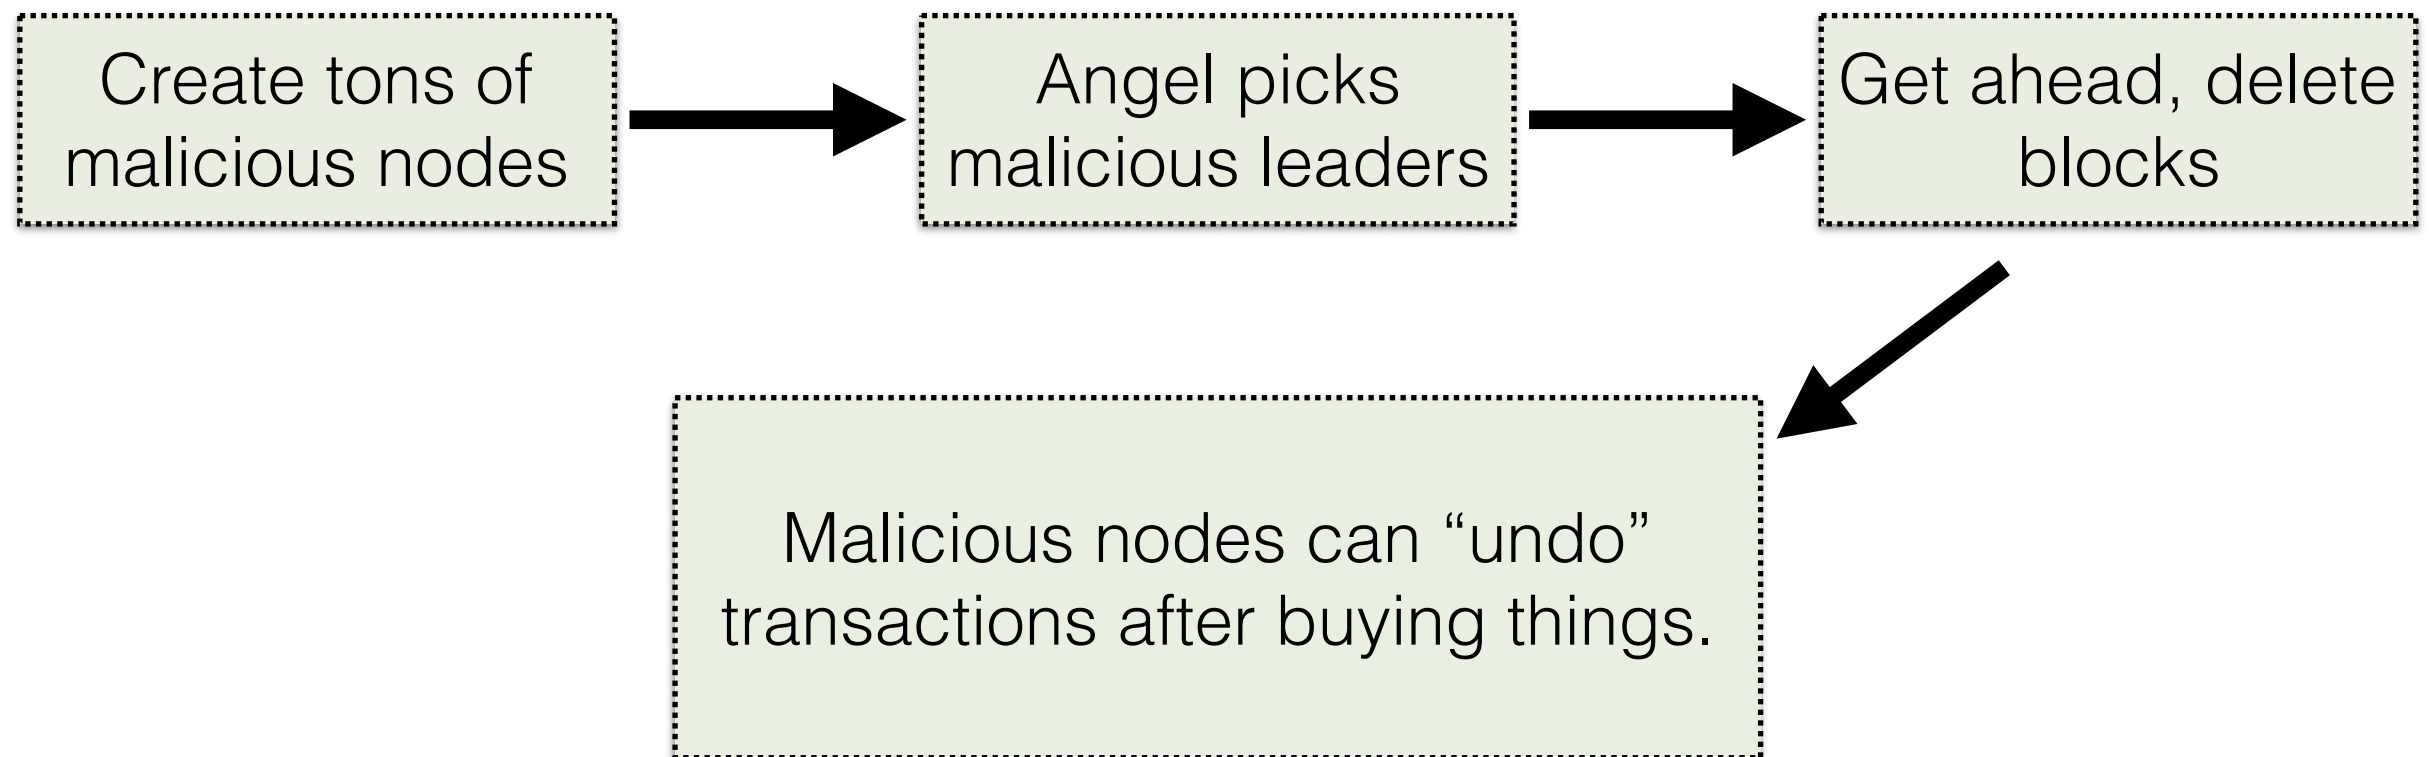 Create tons of
malicious nodes
Angel picks
malicious leaders
Get ahead, delete
blocks
Malicious nodes can “undo”
transactions after buying things.